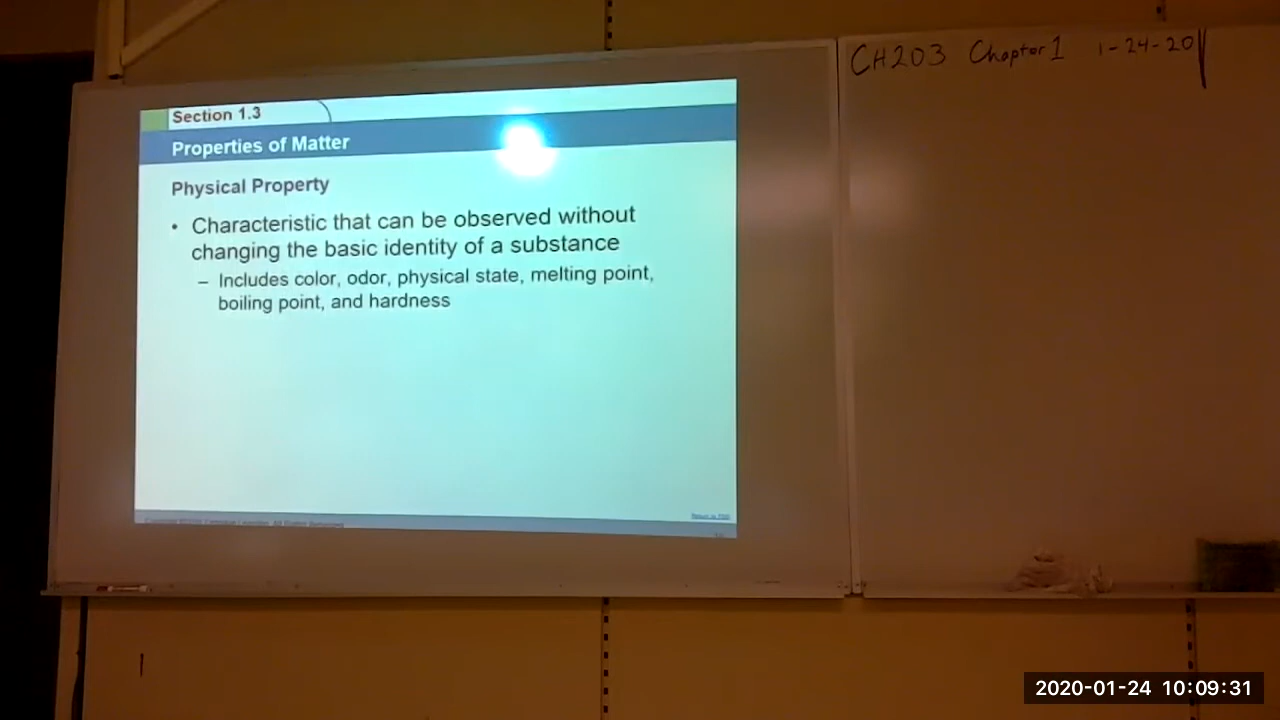 CH203 Chapter 1 1-24-20
Section 1.3
Properties of Matter
Physical Property
• Characteristic that can be observed without
changing the basic identity of a substance
– Includes color, odor, physical state, melting point,
boiling point, and hardness
2020-01-24 10:09:31